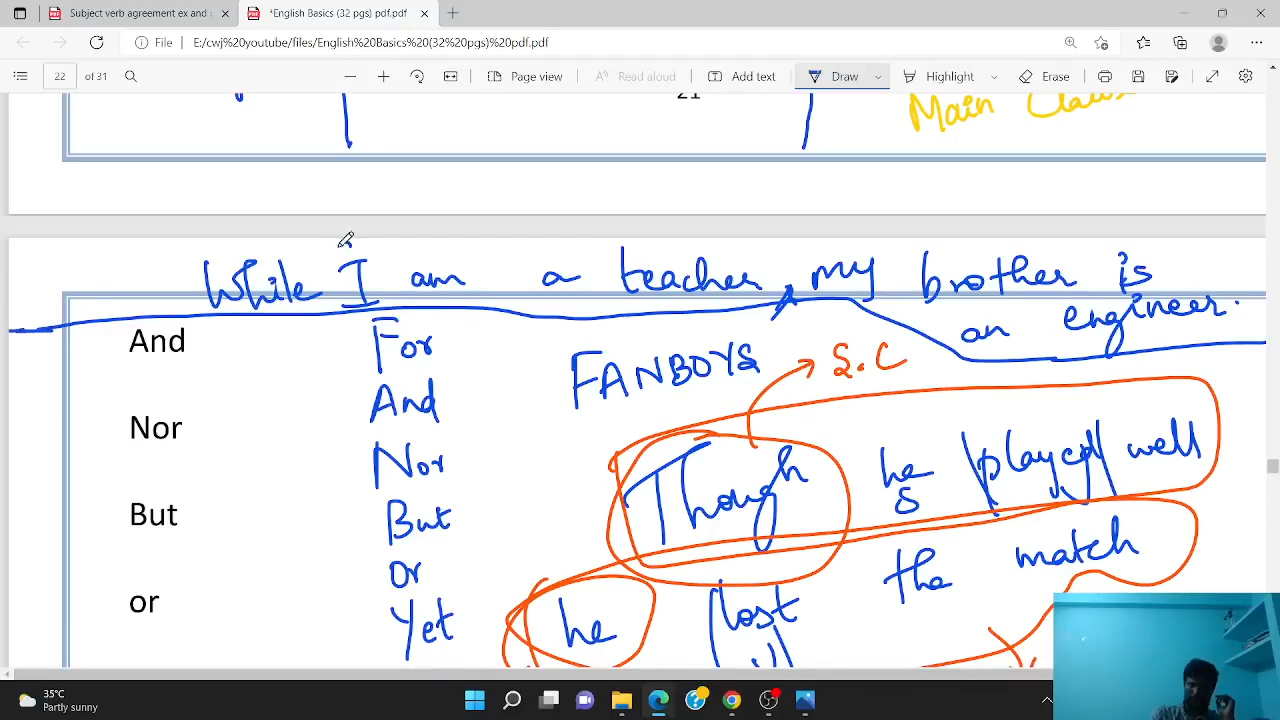 Subject verb agreement ex and
*English Basics (32 pgs) pdf.pdf
File E:/cwj%20youtube/files/English%20Basics%20(32%20pgs)%20pdf.pdf
22 of 31 Page view Read aloud Add text Draw Highlight Erase
21
Main Clause
While I am a teacher, my brother is
an engineer.
And For FANBOYS S.C
And
Nor Nor Though he played well
S
But But the match
or or
Yet he lost
35°C
Partly sunny